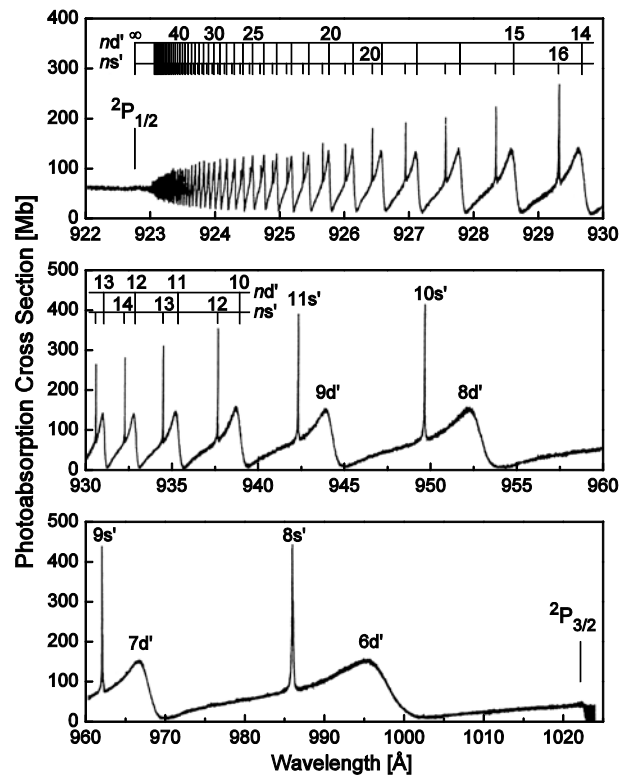 Photoabsorption Cross Section [Mb]
40 30 25 20 15 14
nd' ∞
ns' 20 16
²P₁/₂
400
300
200
100
0
922 923 924 925 926 927 928 929 930
500
13 12 11 10
nd'
14 13 12
ns'
11s' 10s'
9d' 8d'
400
300
200
100
0
930 935 940 945 950 955 960
500
9s' 8s'
7d' 6d'
²P₃/₂
400
300
200
100
0
960 970 980 990 1000 1010 1020
Wavelength [Å]